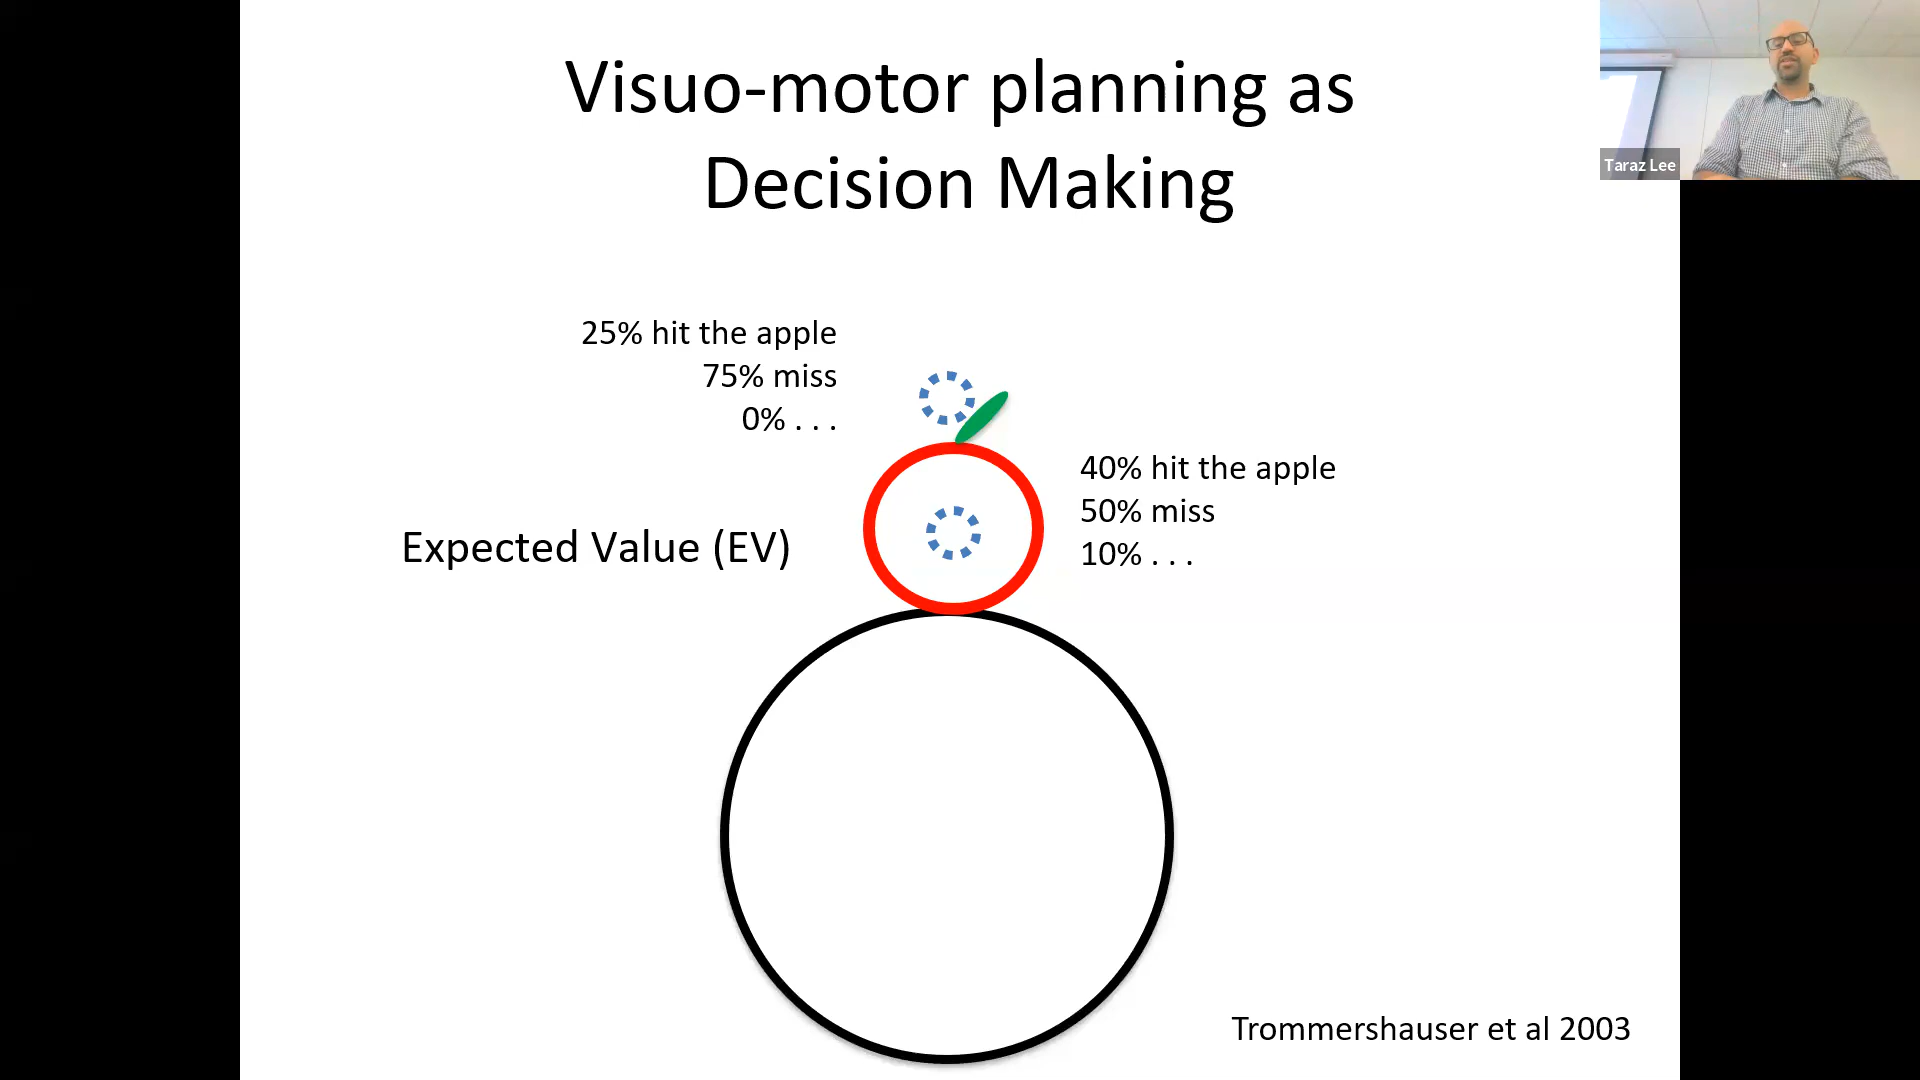 Visuo-motor planning as
Decision Making
Taraz Lee
25% hit the apple
75% miss
0% . . .
40% hit the apple
50% miss
10% . . .
Expected Value (EV)
Trommershauser et al 2003